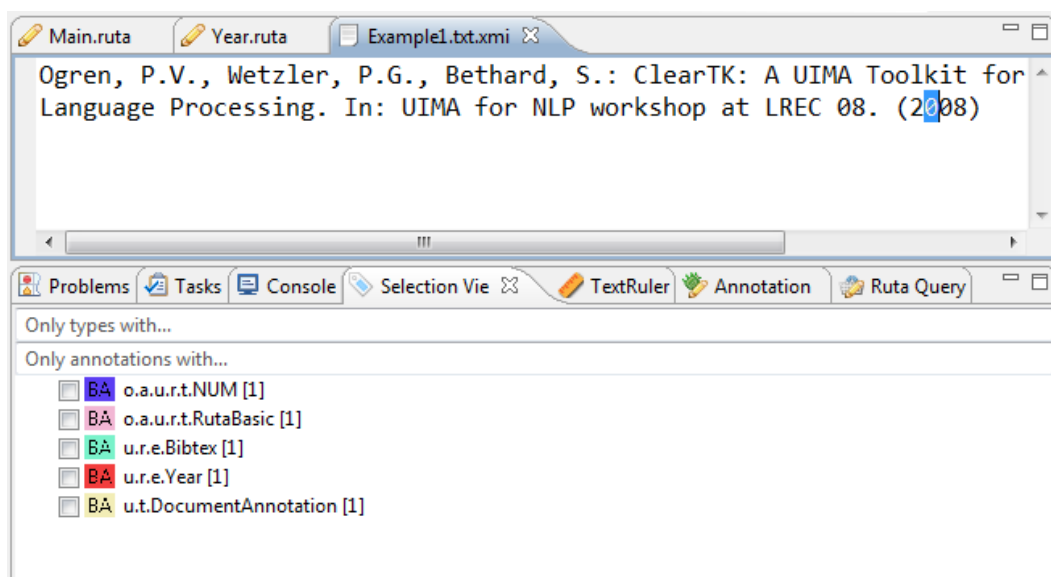 Main.ruta Year.ruta Example1.txt.xmi
Ogren, P.V., Wetzler, P.G., Bethard, S.: ClearTK: A UIMA Toolkit for
Language Processing. In: UIMA for NLP workshop at LREC 08. (2008)
Problems Tasks Console Selection Vie TextRuler Annotation Ruta Query
Only types with...
Only annotations with...
BA o.a.u.r.t.NUM [1]
BA o.a.u.r.t.RutaBasic [1]
BA u.r.e.Bibtex [1]
BA u.r.e.Year [1]
BA u.t.DocumentAnnotation [1]